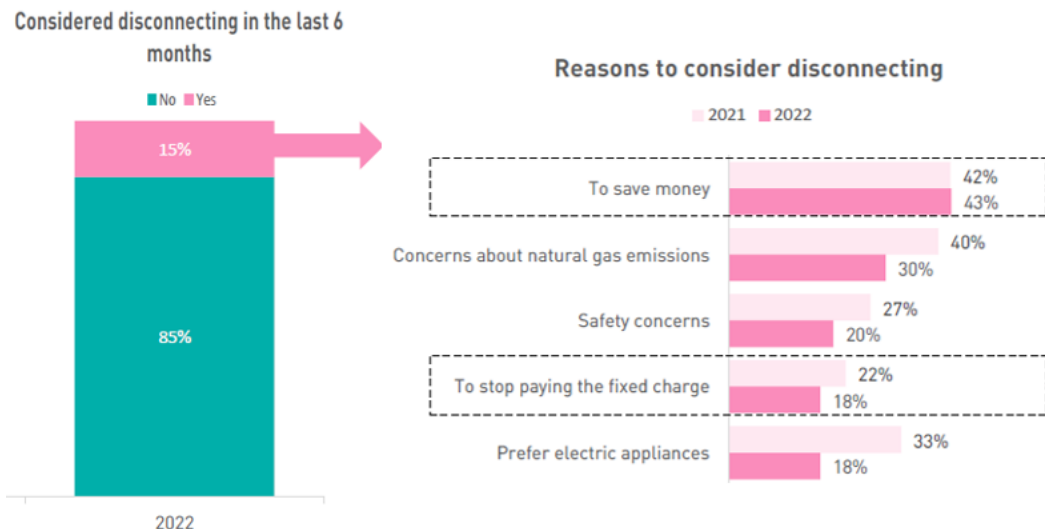 Considered disconnecting in the last 6
months
No Yes
15%
85%
2022
Reasons to consider disconnecting
2021 2022
To save money
42%
43%
Concerns about natural gas emissions
40%
30%
Safety concerns
27%
20%
To stop paying the fixed charge
22%
18%
Prefer electric appliances
33%
18%